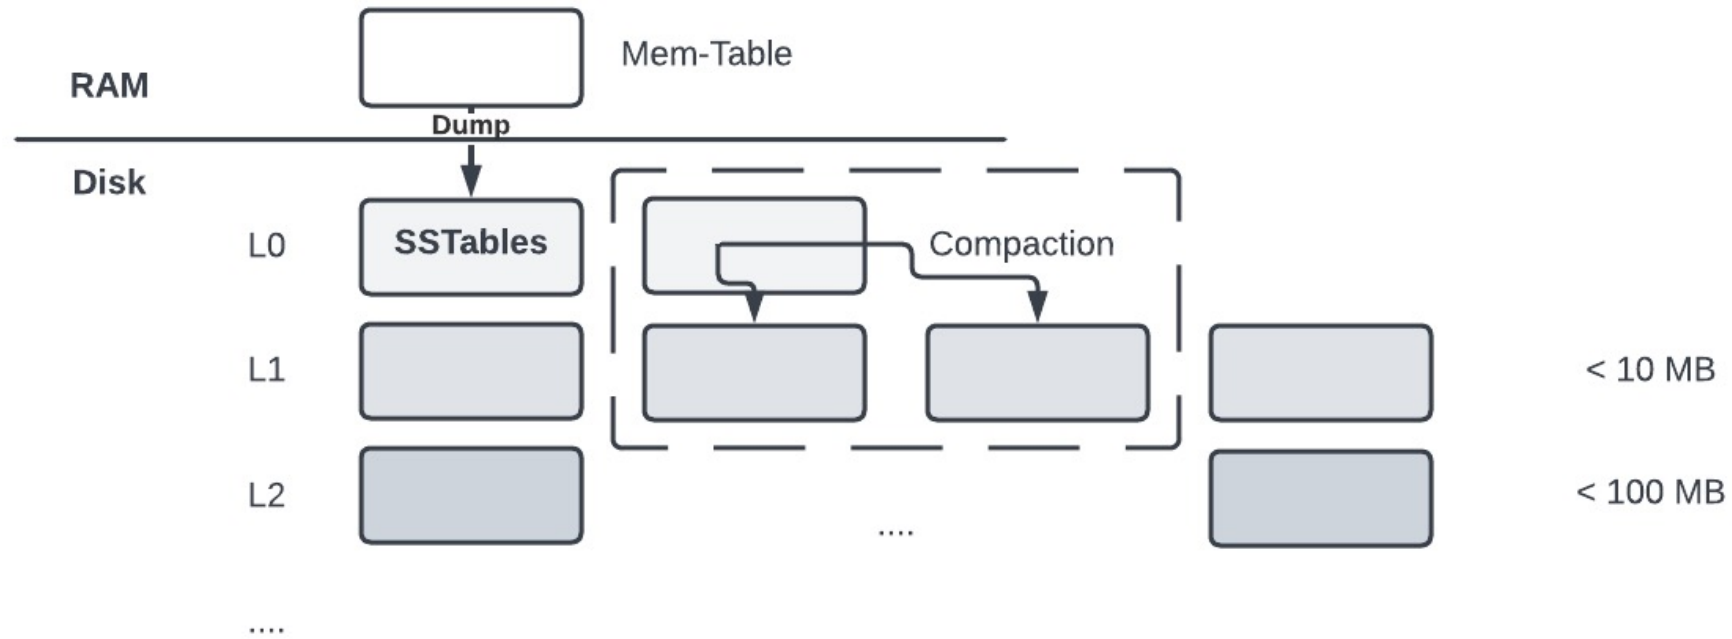 Mem-Table
RAM
Dump
Disk
L0
SSTables
Compaction
L1
< 10 MB
L2
< 100 MB
....
....